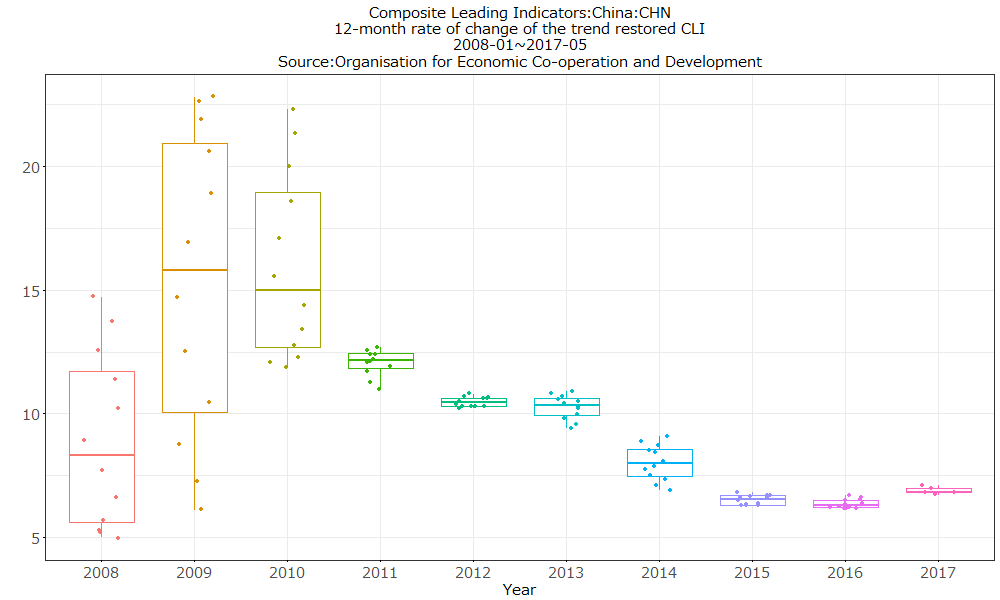 Composite Leading Indicators:China:CHN
12-month rate of change of the trend restored CLI
2008-01~2017-05
Source:Organisation for Economic Co-operation and Development
20
15
10
5
2008 2009 2010 2011 2012 2013 2014 2015 2016 2017
Year